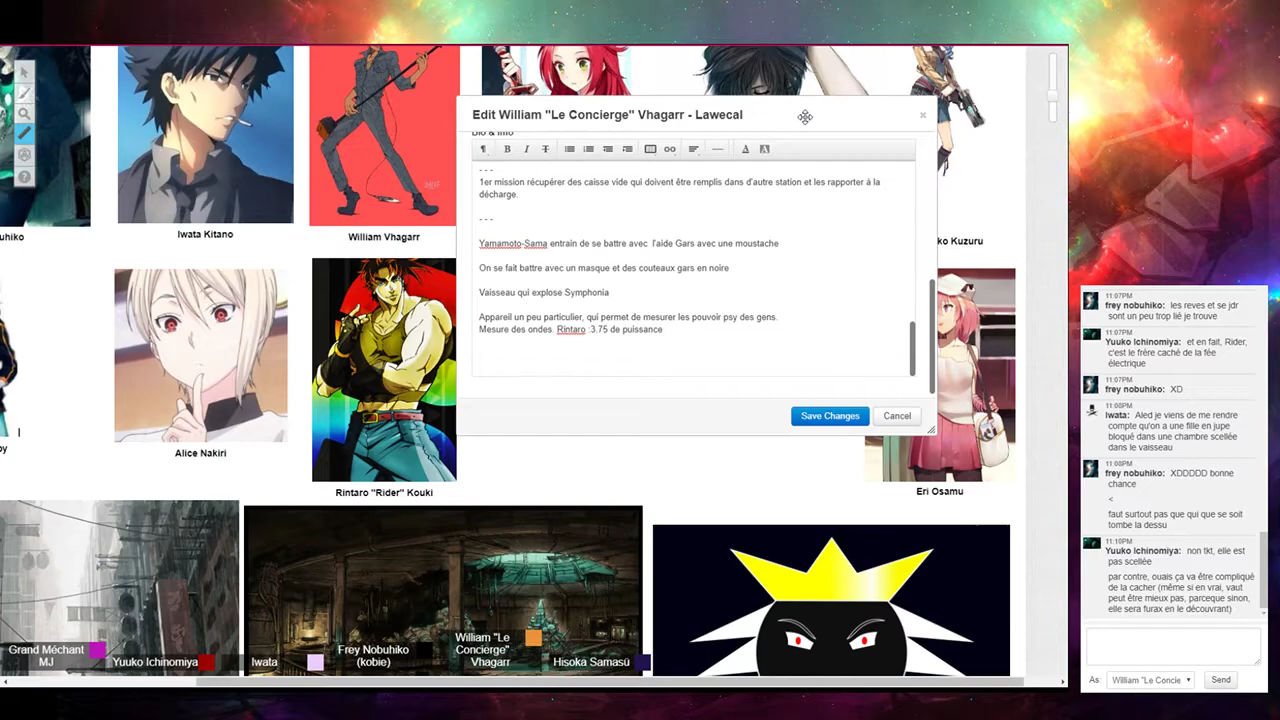 uhiko
Iwata Kitano
William Vhagarr
ko Kuzuru
by
Alice Nakiri
Rintaro "Rider" Kouki
Eri Osamu
Edit William "Le Concierge" Vhagarr - Lawecal
×
Bio & Info
- - -
1er mission récupérer des caisse vide qui doivent être remplis dans d'autre station et les rapporter à la
décharge.
- - -
Yamamoto-Sama entrain de se battre avec l'aide Gars avec une moustache
On se fait battre avec un masque et des couteaux gars en noire
Vaisseau qui explose Symphonia
Appareil un peu particulier, qui permet de mesurer les pouvoir psy des gens.
Mesure des ondes. Rintaro :3.75 de puissance
Save Changes
Cancel
Grand Méchant
MJ
Yuuko Ichinomiya
Iwata
Frey Nobuhiko
(kobie)
William "Le
Concierge"
Vhagarr
Hisoka Samasū
11:07PM
frey nobuhiko: les reves et se jdr
sont un peu trop lié je trouve
11:07PM
Yuuko Ichinomiya: et en fait, Rider,
c'est le frère caché de la fée
électrique
11:07PM
frey nobuhiko: XD
11:08PM
Iwata: Aled je viens de me rendre
compte qu'on a une fille en jupe
bloqué dans une chambre scellée
dans le vaisseau
11:08PM
frey nobuhiko: XDDDDD bonne
chance
<
faut surtout pas que qui que se soit
tombe la dessu
11:10PM
Yuuko Ichinomiya: non tkt, elle est
pas scellée
par contre, ouais ça va être compliqué
de la cacher (même si en vrai, vaut
peut être mieux pas, parceque sinon,
elle sera furax en le découvrant)
As:
William "Le Concie
Send